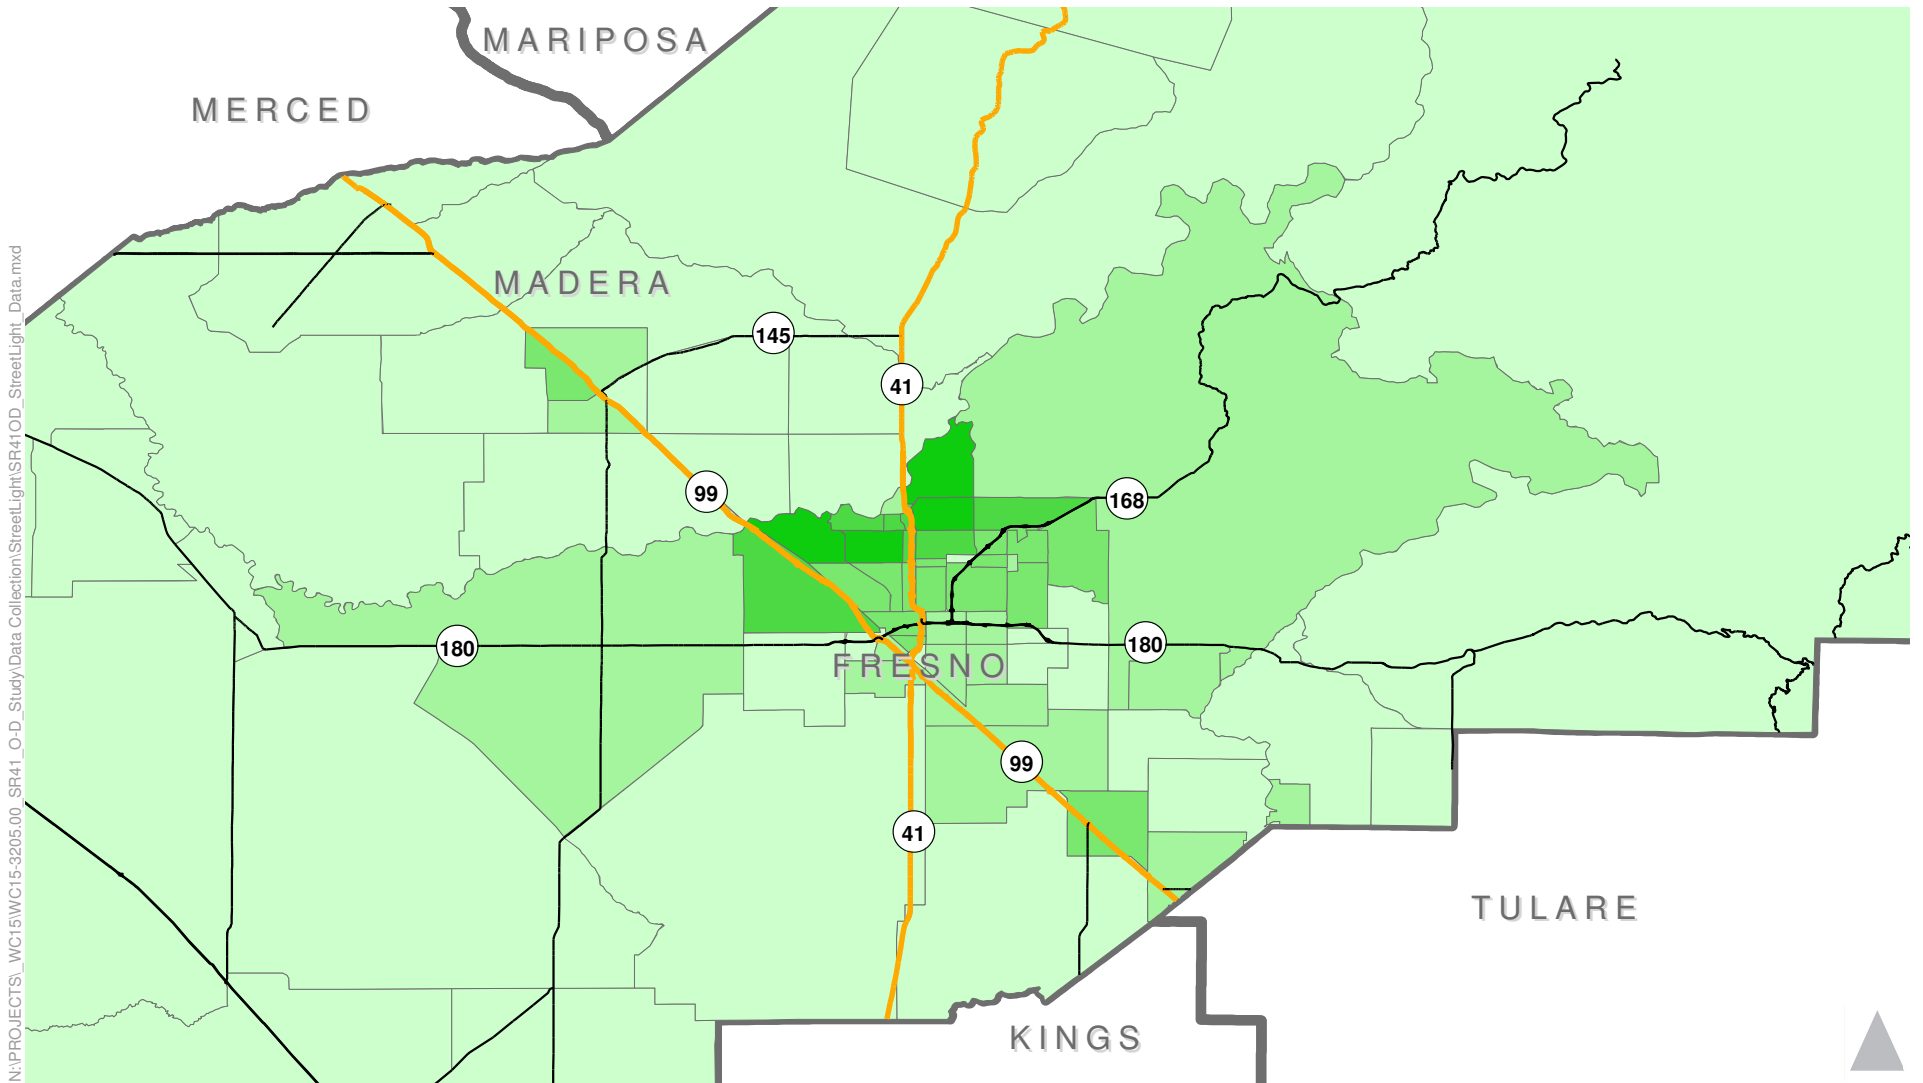 MARIPOSA
MERCED
MADERA
145
41
99
168
180
180
FRESNO
99
41
TULARE
KINGS
N:\PROJECTS\_WC15\WC15-3205.00_SR41_O-D_Study\Data Collection\StreetLight\SR41OD_StreetLight_Data.mxd